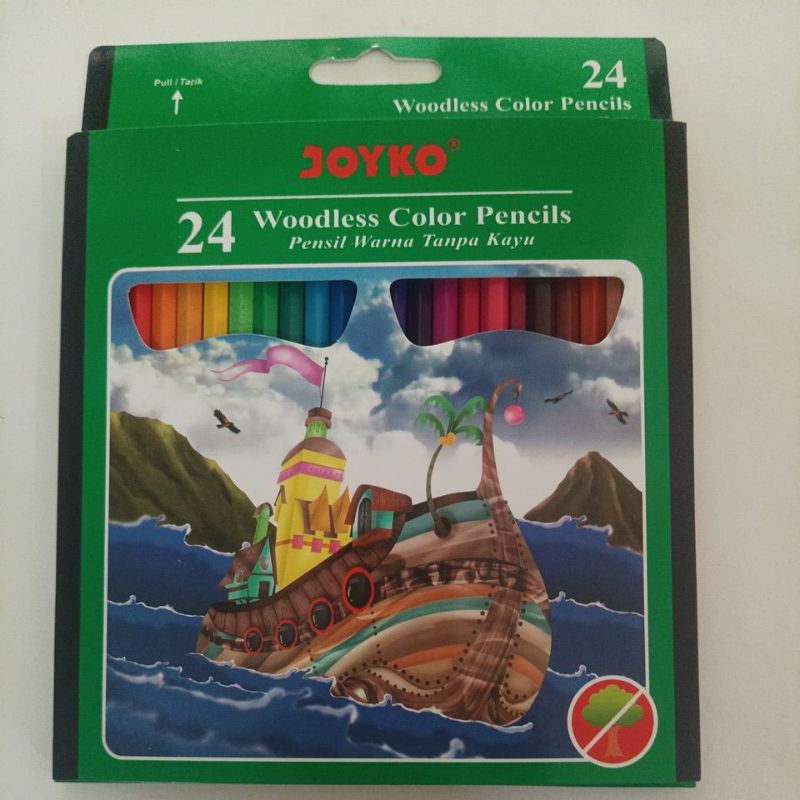 Pull / Tarik
24
Woodless Color Pencils
JOYKO®
24 Woodless Color Pencils
Pensil Warna Tanpa Kayu